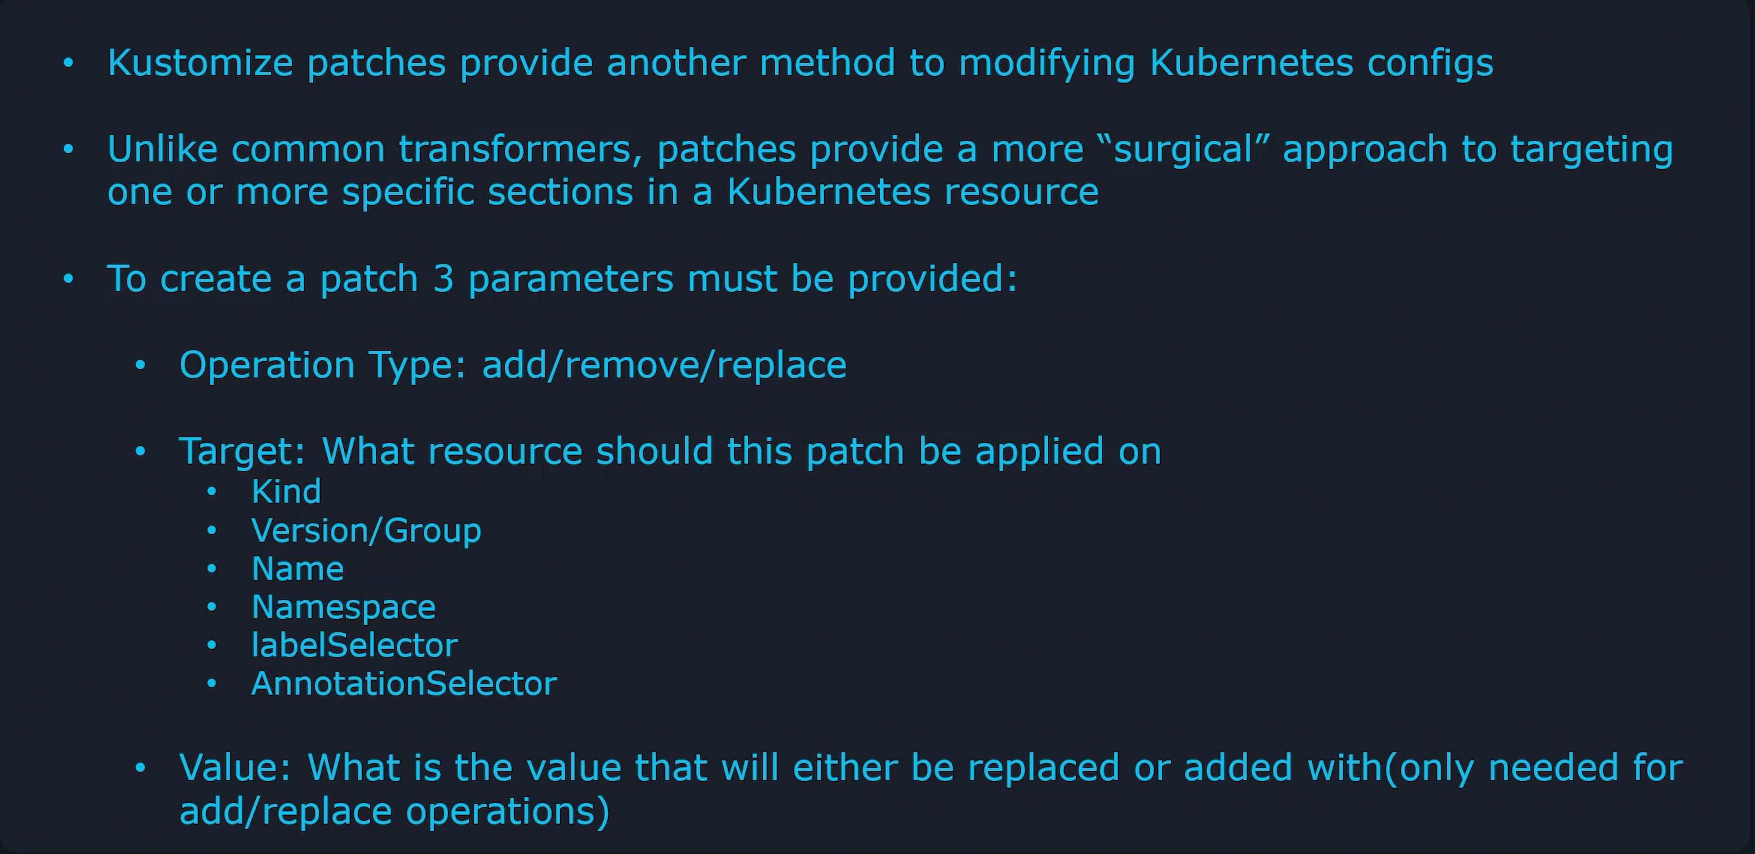 • Kustomize patches provide another method to modifying Kubernetes configs
• Unlike common transformers, patches provide a more “surgical” approach to targeting
one or more specific sections in a Kubernetes resource
• To create a patch 3 parameters must be provided:
• Operation Type: add/remove/replace
• Target: What resource should this patch be applied on
• Kind
• Version/Group
• Name
• Namespace
• labelSelector
• AnnotationSelector
• Value: What is the value that will either be replaced or added with(only needed for
add/replace operations)